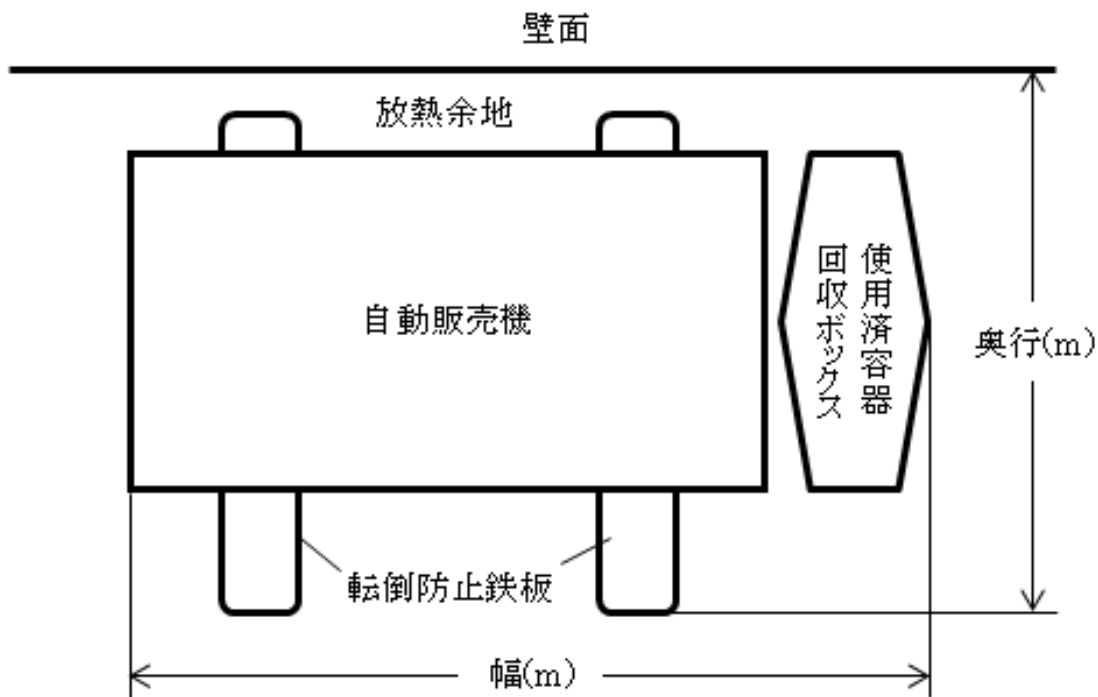 壁面
放熱余地
自動販売機
使用済容器
回収ボックス
奥行(m)
転倒防止鉄板
幅(m)